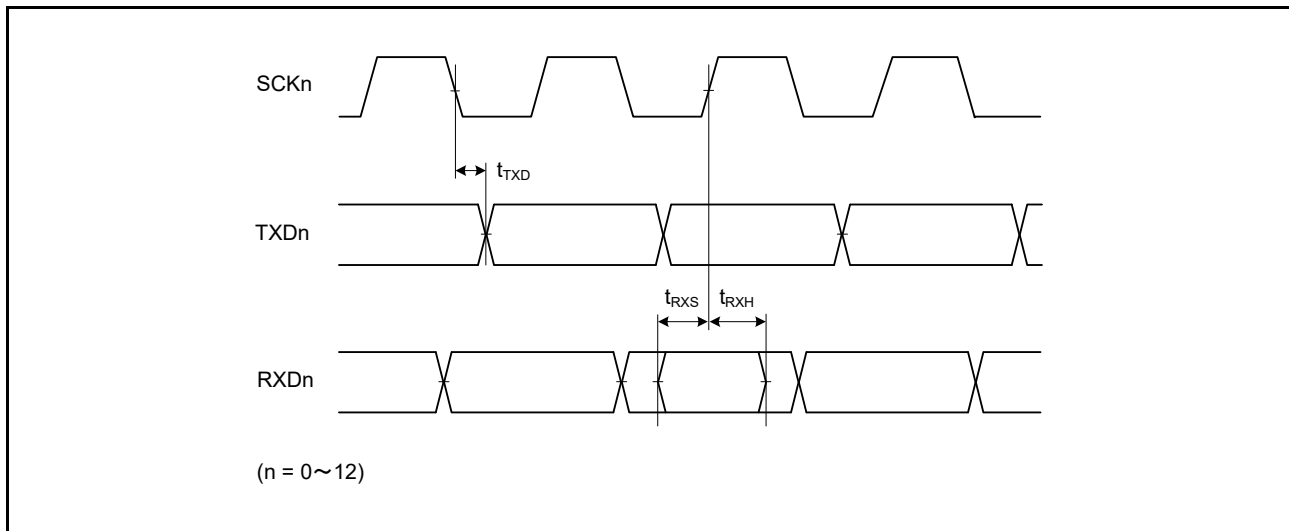 SCKn
tTXD
TXDn
tRXS tRXH
RXDn
(n = 0～12)